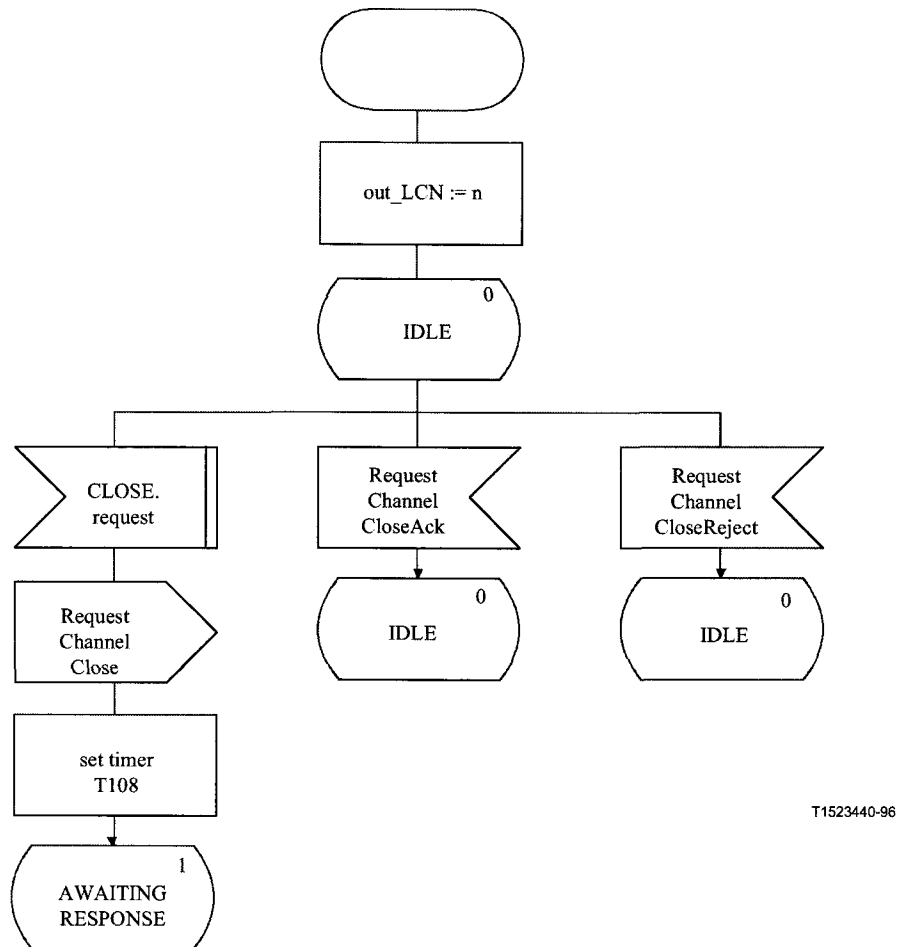 out_LCN := n
0
IDLE
CLOSE.
request
Request
Channel
CloseAck
Request
Channel
CloseReject
Request
Channel
Close
0
IDLE
0
IDLE
set timer
T108
T1523440-96
1
AWAITING
RESPONSE